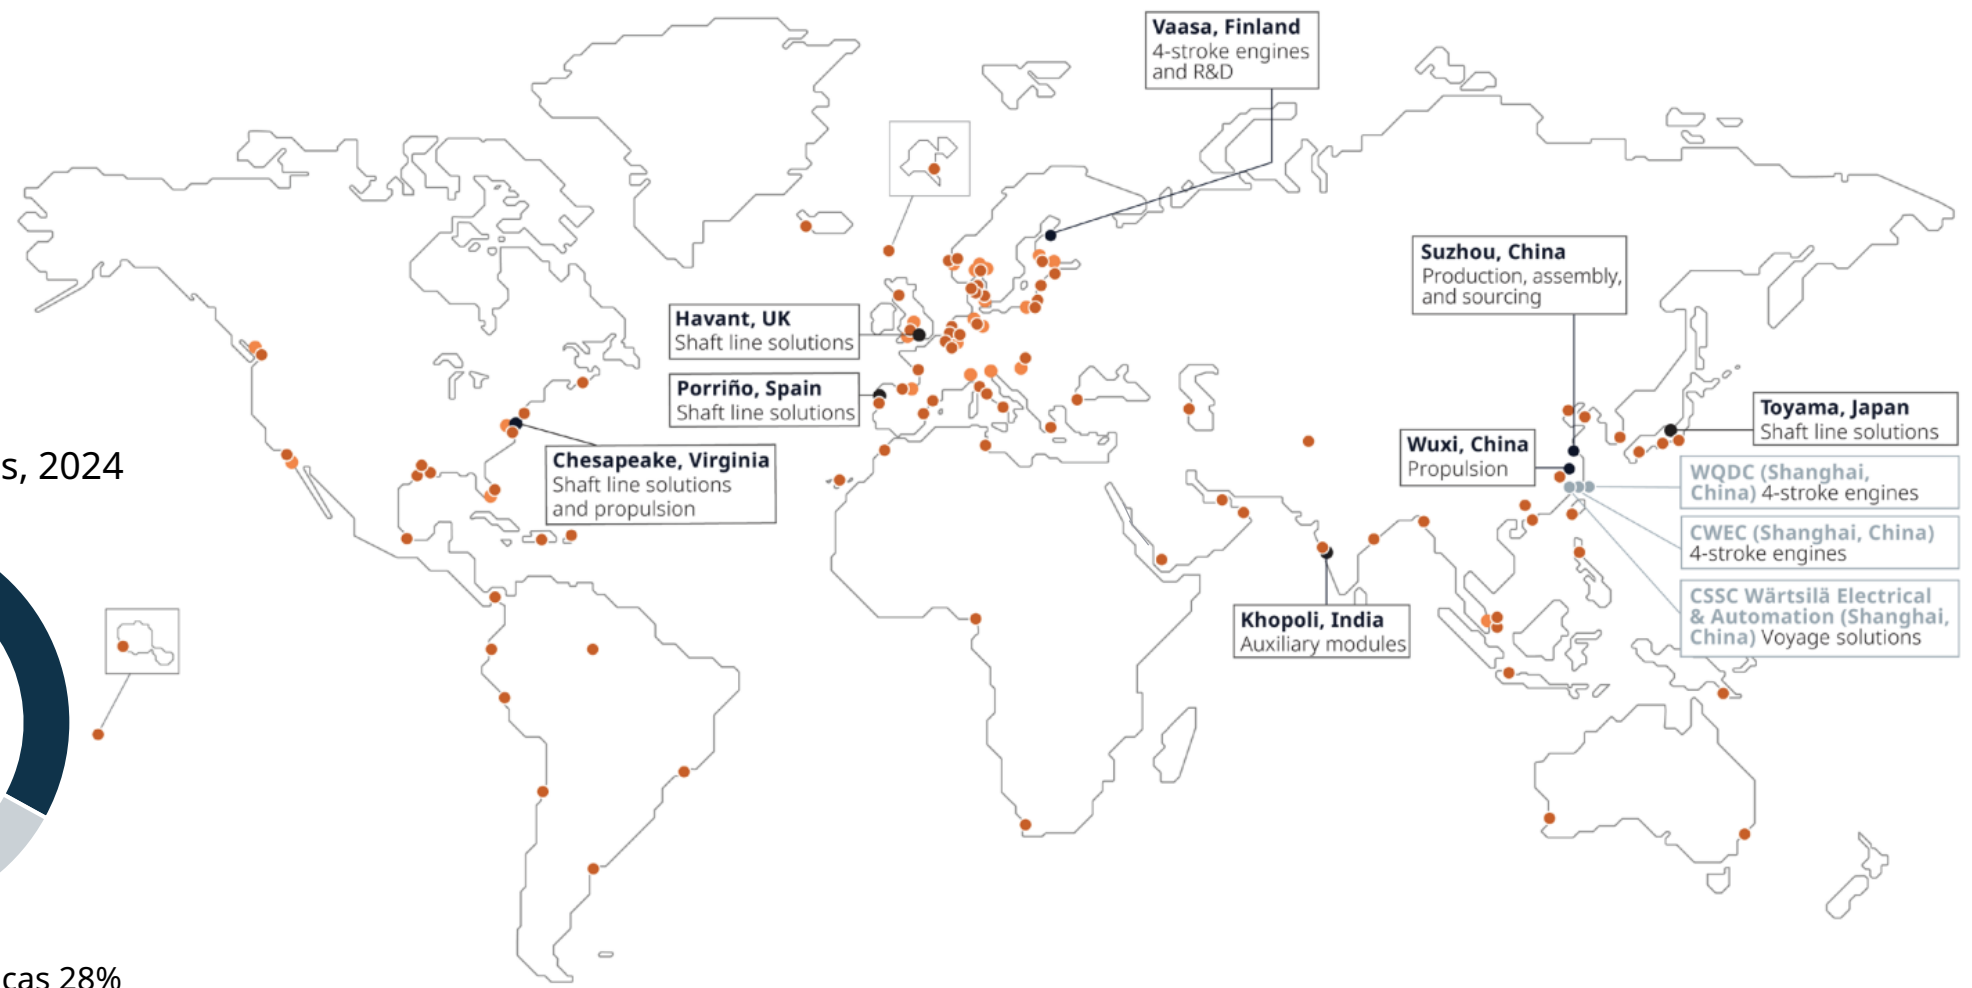 Vaasa, Finland
4-stroke engines
and R&D
Suzhou, China
Production, assembly,
and sourcing
Havant, UK
Shaft line solutions
Porriño, Spain
Shaft line solutions
Toyama, Japan
Shaft line solutions
Wuxi, China
Propulsion
Chesapeake, Virginia
Shaft line solutions
and propulsion
s, 2024
WQDC (Shanghai,
China) 4-stroke engines
CWEC (Shanghai, China)
4-stroke engines
CSSC Wärtsilä Electrical
& Automation (Shanghai,
China) Voyage solutions
Khopoli, India
Auxiliary modules
cas 28%